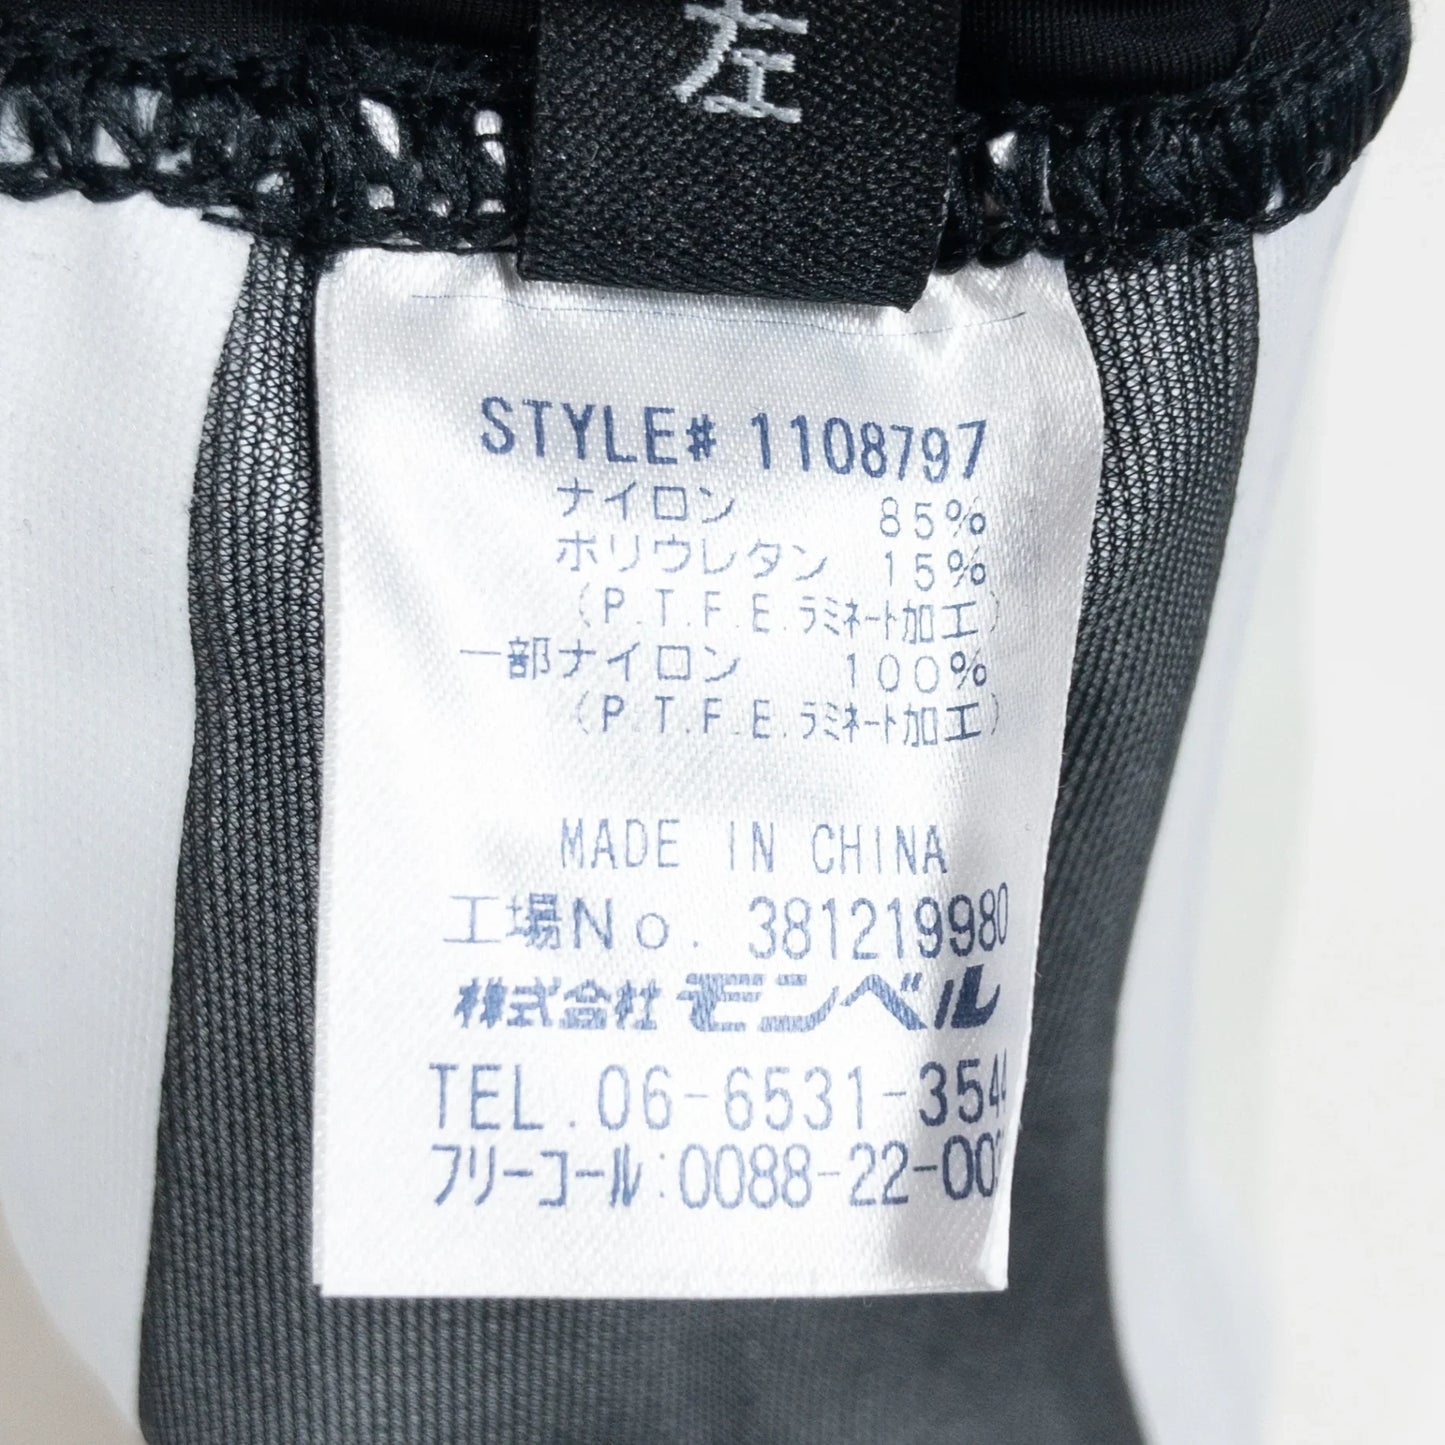 左
STYLE# 1108797
ナイロン 85%
ポリウレタン 15%
(P.T.F.E.ラミネート加工)
一部ナイロン 100%
(P.T.F.E.ラミネート加工)
MADE IN CHINA
工場No. 381219980
株式会社モンベル
TEL.06-6531-3544
フリーコール:0088-22-00